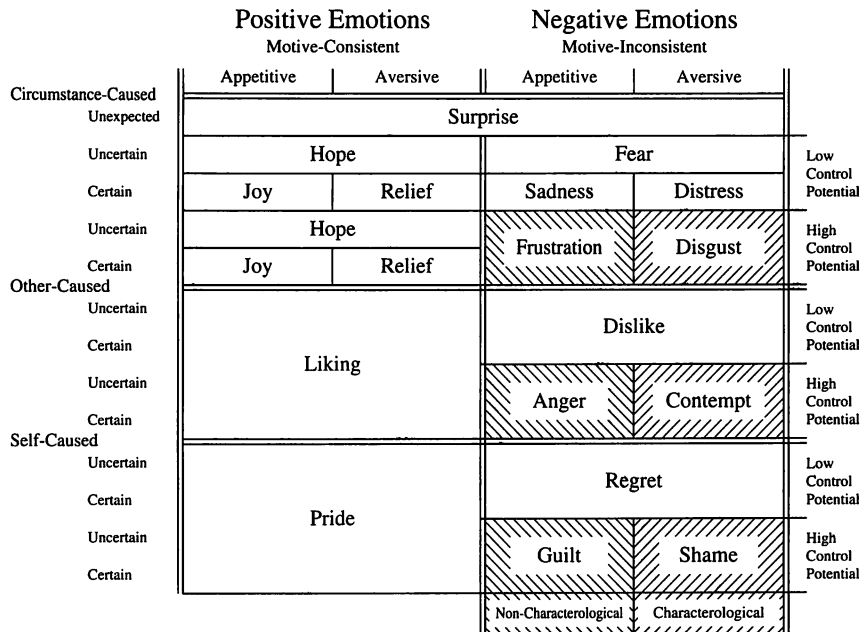 Positive Emotions Negative Emotions
Motive-Consistent Motive-Inconsistent
Appetitive Aversive Appetitive Aversive
Circumstance-Caused
Unexpected Surprise
Uncertain Hope Fear Low
Control
Certain Joy Relief Sadness Distress Potential
Uncertain Hope High
Frustration Disgust Control
Certain Joy Relief Potential
Other-Caused
Uncertain Low
Dislike Control
Certain Potential
Liking
Uncertain High
Anger Contempt Control
Certain Potential
Self-Caused
Uncertain Low
Regret Control
Certain Potential
Pride
Uncertain High
Guilt Shame Control
Certain Potential
Non-Characterological Characterological